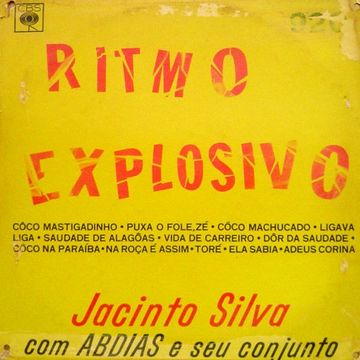 CBS
RITMO
EXPLOSIVO
CÔCO MASTIGADINHO • PUXA O FOLE, ZÉ • CÔCO MACHUCADO • LIGAVA
LIGA • SAUDADE DE ALAGÔAS • VIDA DE CARREIRO • DÔR DA SAUDADE •
CÔCO NA PARAÍBA • NA ROÇA É ASSIM • TORÉ • ELA SABIA • ADEUS CORINA
Jacinto Silva
com ABDIAS e seu conjunto